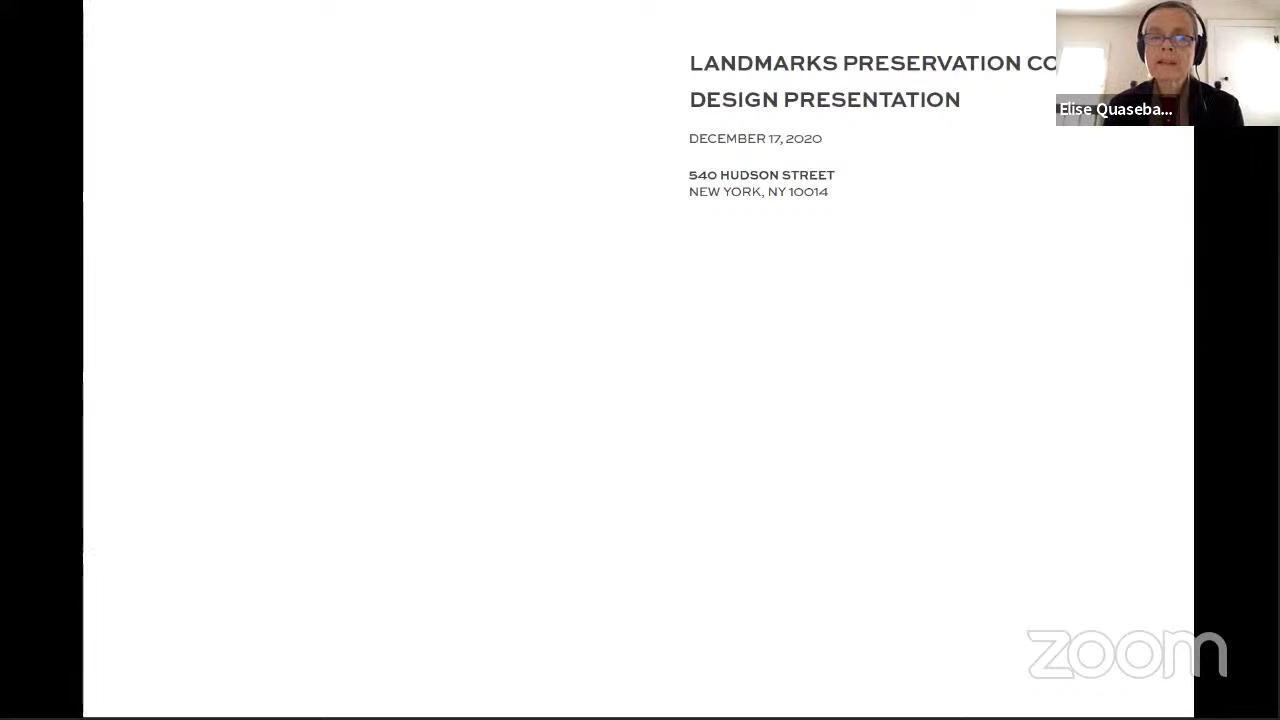 LANDMARKS PRESERVATION CO
DESIGN PRESENTATION
DECEMBER 17, 2020
540 HUDSON STREET
NEW YORK, NY 10014
Elise Quaseba...
zoom